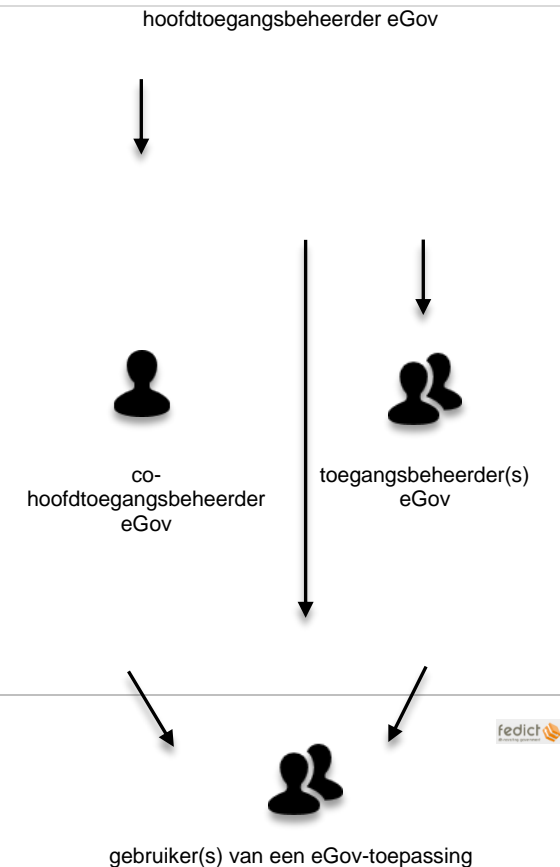 hoofdtoegangsbeheerder eGov
co-
hoofdtoegangsbeheerder
eGov
toegangsbeheerder(s)
eGov
fedict
gebruiker(s) van een eGov-toepassing